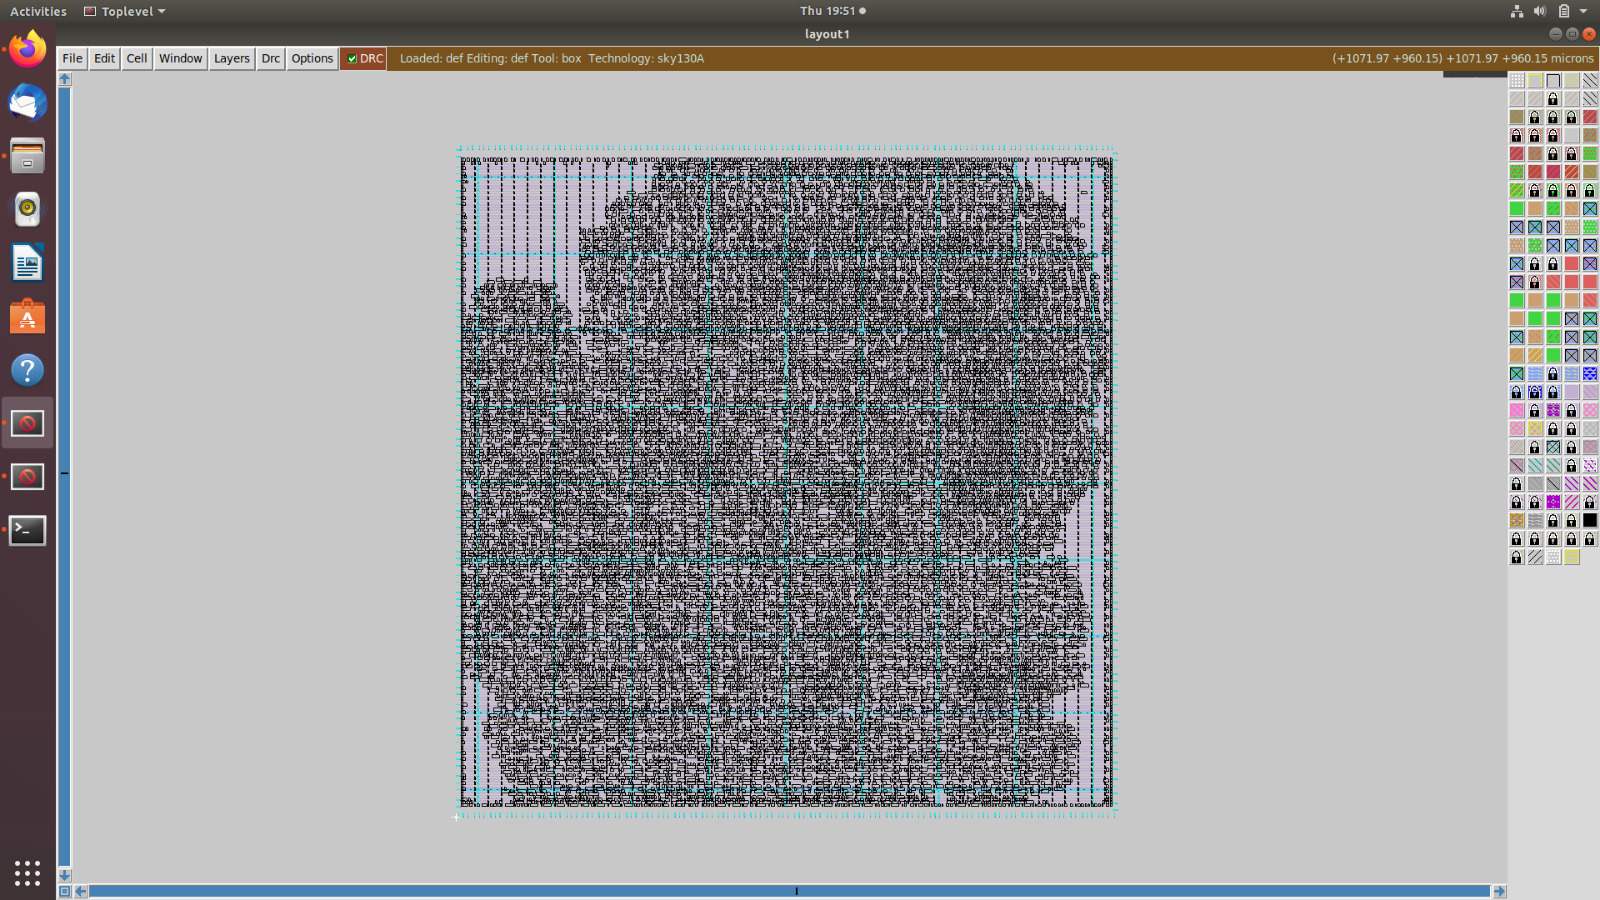 Activities Toplevel Thu 19:51
layout1
File Edit Cell Window Layers Drc Options DRC Loaded: def Editing: def Tool: box Technology: sky130A (+1071.97 +960.15) +1071.97 +960.15 microns